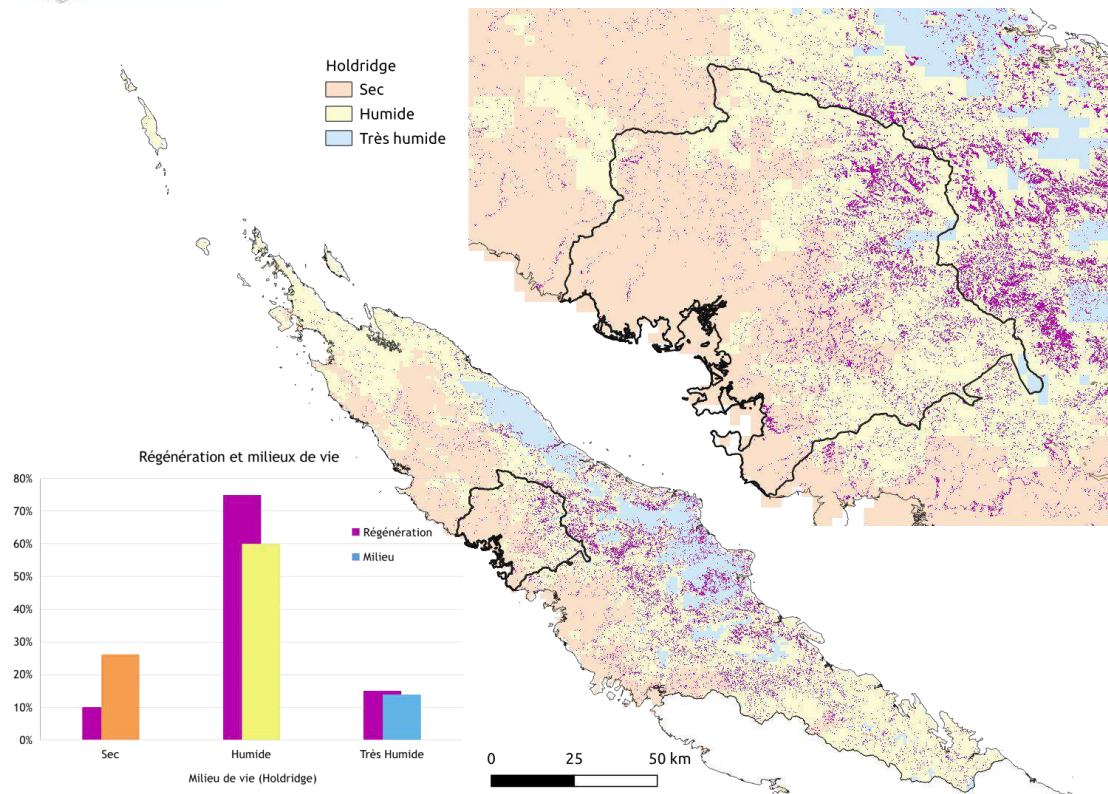 Holdridge
Sec
Humide
Très humide
Régénération et milieux de vie
80%
70%
60%
50%
40%
30%
20%
10%
0%
Régénération
Milieu
Sec
Humide
Très Humide
Milieu de vie (Holdridge)
0
25
50 km